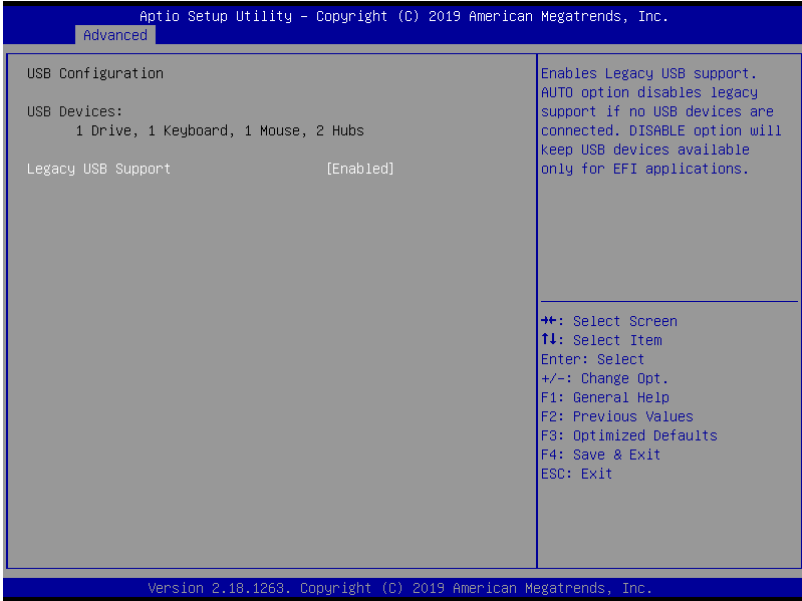 Aptio Setup Utility – Copyright (C) 2019 American Megatrends, Inc.
Advanced
USB Configuration
USB Devices:
1 Drive, 1 Keyboard, 1 Mouse, 2 Hubs
Legacy USB Support [Enabled]
Enables Legacy USB support.
AUTO option disables legacy
support if no USB devices are
connected. DISABLE option will
keep USB devices available
only for EFI applications.
→←: Select Screen
↑↓: Select Item
Enter: Select
+/-: Change Opt.
F1: General Help
F2: Previous Values
F3: Optimized Defaults
F4: Save & Exit
ESC: Exit
Version 2.18.1263. Copyright (C) 2019 American Megatrends, Inc.